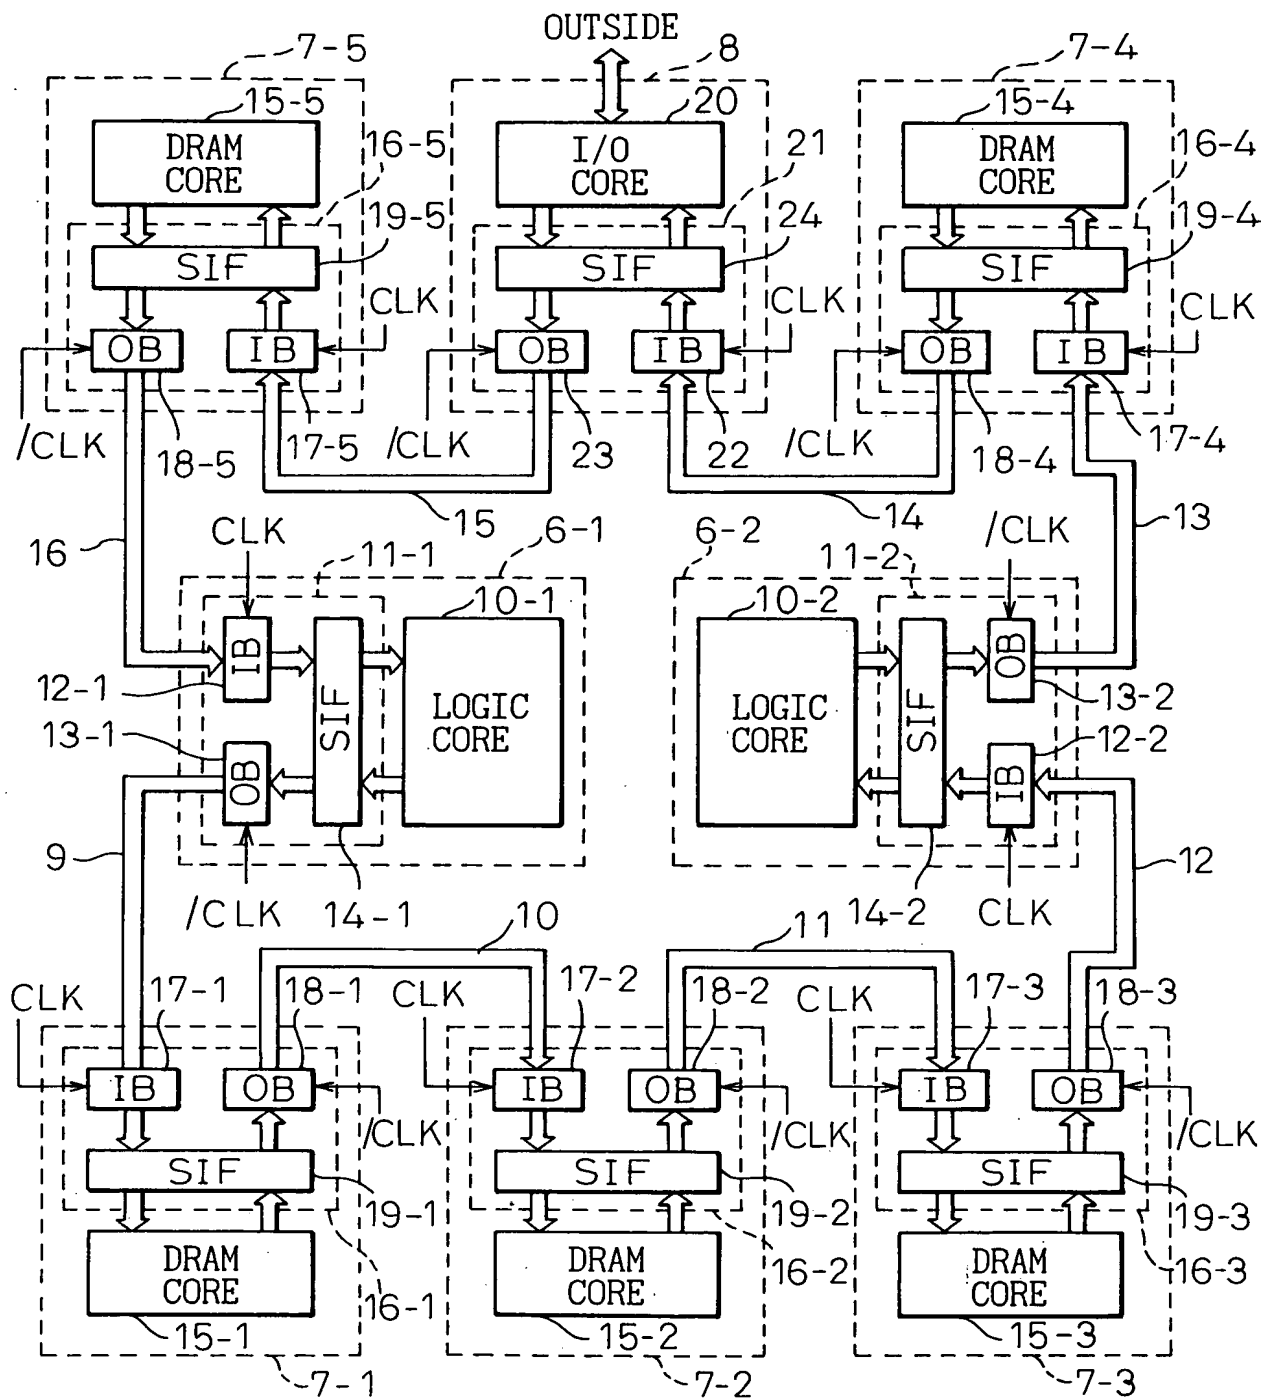 OUTSIDE
7-5
8
7-4
15-5
20
15-4
DRAM
CORE
16-5
I/O
CORE
21
DRAM
CORE
16-4
19-5
24
19-4
SIF
SIF
SIF
CLK
CLK
CLK
OB
IB
OB
IB
OB
IB
/CLK
18-5
17-5
/CLK
23
22
/CLK
18-4
17-4
15
14
13
16
CLK
6-1
6-2
/CLK
11-1
11-2
10-1
10-2
IB
SIF
SIF
OB
12-1
13-2
LOGIC
CORE
LOGIC
CORE
13-1
12-2
OB
IB
9
12
/CLK
14-1
14-2
CLK
10
11
CLK
17-1
18-1
CLK
17-2
18-2
CLK
17-3
18-3
IB
OB
IB
OB
IB
OB
/CLK
/CLK
/CLK
SIF
SIF
SIF
19-1
19-2
19-3
DRAM
CORE
DRAM
CORE
DRAM
CORE
16-1
16-2
16-3
15-1
15-2
15-3
7-1
7-2
7-3